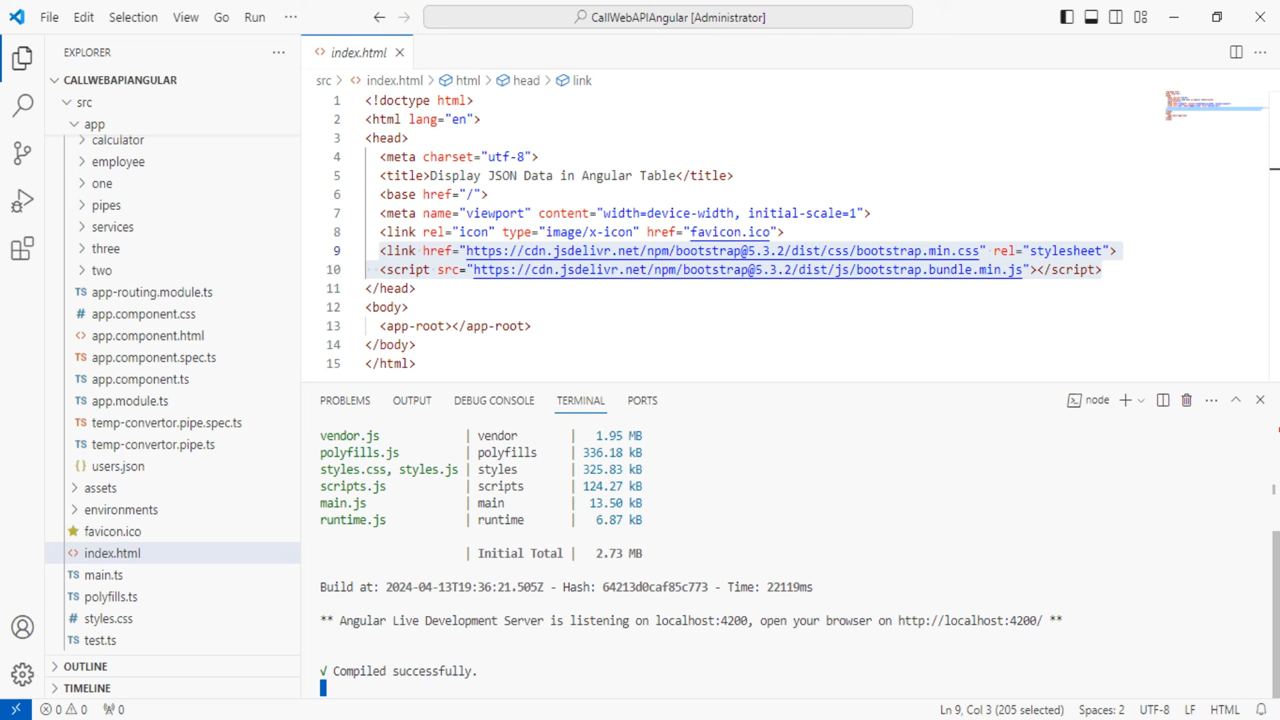 File Edit Selection View Go Run
CallWebAPIAngular [Administrator]
EXPLORER
CALLWEBAPIANGULAR
src
app
calculator
employee
one
pipes
services
three
two
TS app-routing.module.ts
# app.component.css
<> app.component.html
TS app.component.spec.ts
TS app.component.ts
TS app.module.ts
TS temp-convertor.pipe.spec.ts
TS temp-convertor.pipe.ts
{} users.json
assets
environments
favicon.ico
<> index.html
TS main.ts
TS polyfills.ts
# styles.css
TS test.ts
OUTLINE
TIMELINE
<> index.html
src > <> index.html > html > head > link
1 <!doctype html>
2 <html lang="en">
3 <head>
4 <meta charset="utf-8">
5 <title>Display JSON Data in Angular Table</title>
6 <base href="/">
7 <meta name="viewport" content="width=device-width, initial-scale=1">
8 <link rel="icon" type="image/x-icon" href="favicon.ico">
9 <link href="https://cdn.jsdelivr.net/npm/bootstrap@5.3.2/dist/css/bootstrap.min.css" rel="stylesheet">
10 <script src="https://cdn.jsdelivr.net/npm/bootstrap@5.3.2/dist/js/bootstrap.bundle.min.js"></script>
11 </head>
12 <body>
13 <app-root></app-root>
14 </body>
15 </html>
PROBLEMS OUTPUT DEBUG CONSOLE TERMINAL PORTS
node
vendor.js | vendor | 1.95 MB
polyfills.js | polyfills | 336.18 kB
styles.css, styles.js | styles | 325.83 kB
scripts.js | scripts | 124.27 kB
main.js | main | 13.50 kB
runtime.js | runtime | 6.87 kB
| Initial Total | 2.73 MB
Build at: 2024-04-13T19:36:21.505Z - Hash: 64213d0caf85c773 - Time: 22119ms
** Angular Live Development Server is listening on localhost:4200, open your browser on http://localhost:4200/ **
√ Compiled successfully.
0 0 0
Ln 9, Col 3 (205 selected) Spaces: 2 UTF-8 LF HTML